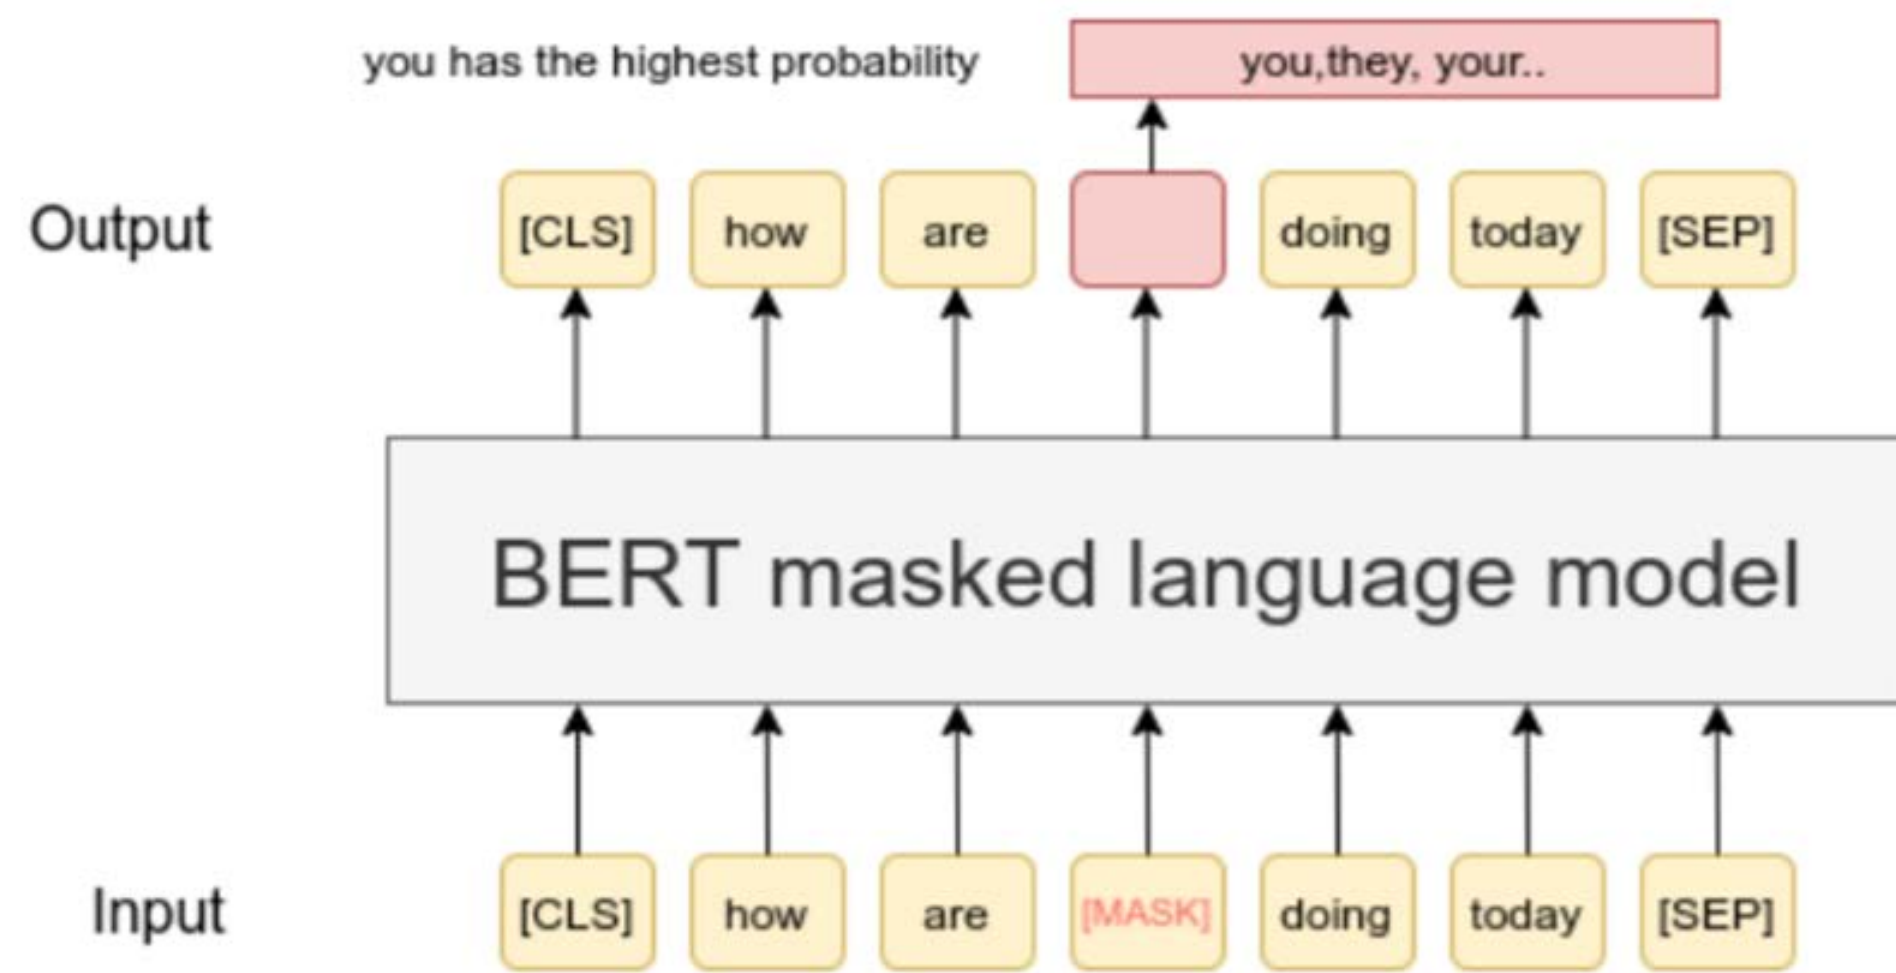 you has the highest probability you,they, your..
Output [CLS] how are doing today [SEP]
BERT masked language model
Input [CLS] how are [MASK] doing today [SEP]